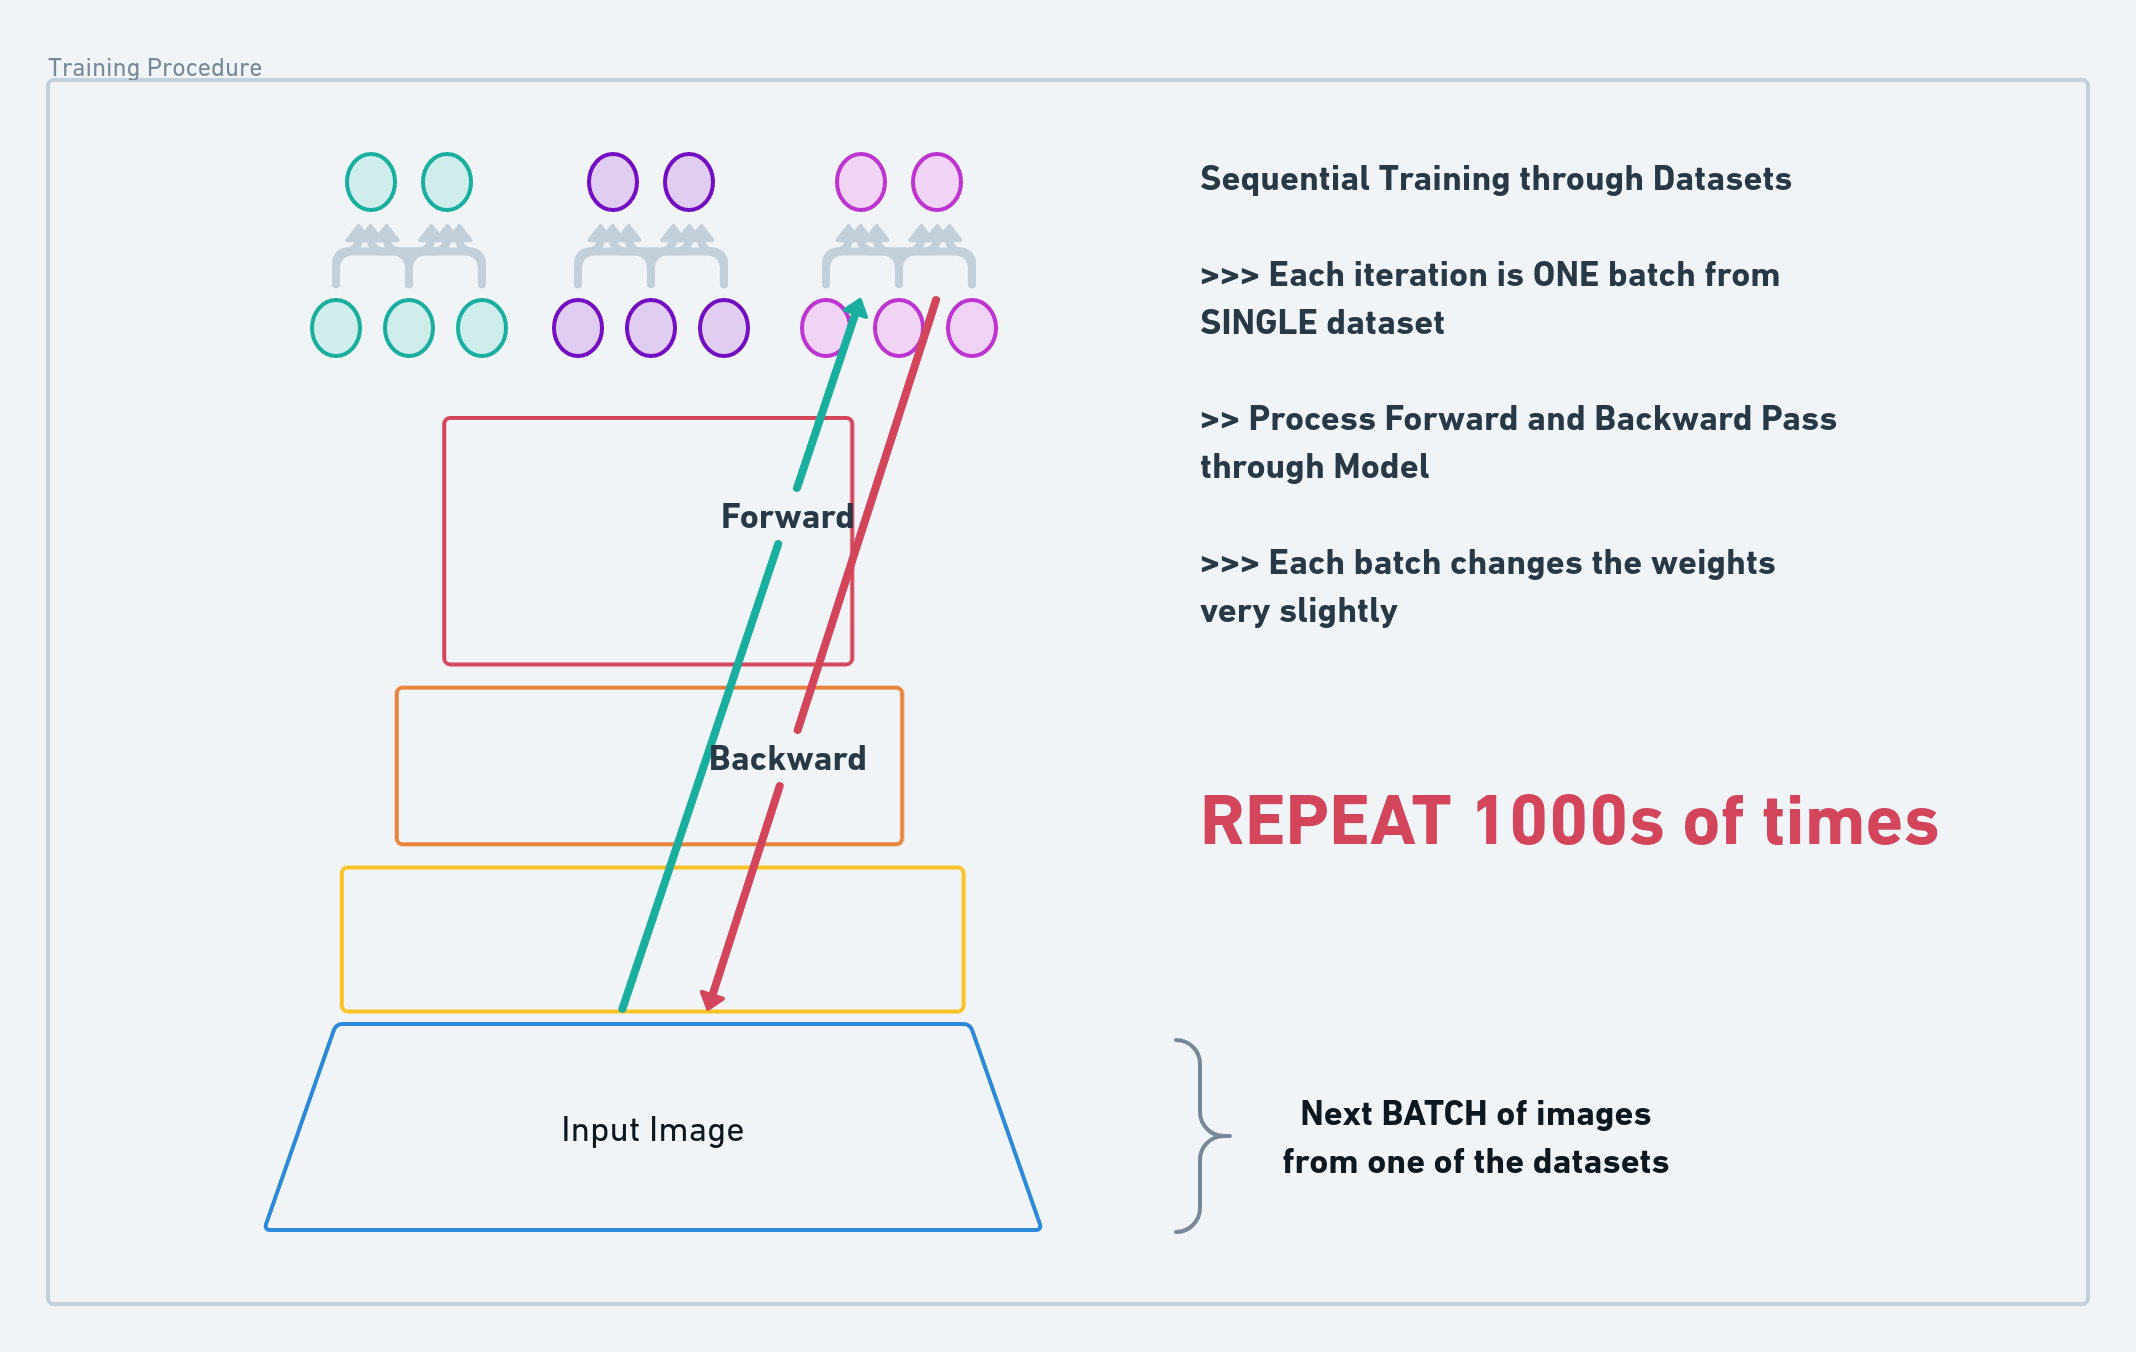 Training Procedure
Sequential Training through Datasets
>>> Each iteration is ONE batch from
SINGLE dataset
>> Process Forward and Backward Pass
through Model
Forward
>>> Each batch changes the weights
very slightly
Backward
REPEAT 1000s of times
Input Image
Next BATCH of images
from one of the datasets